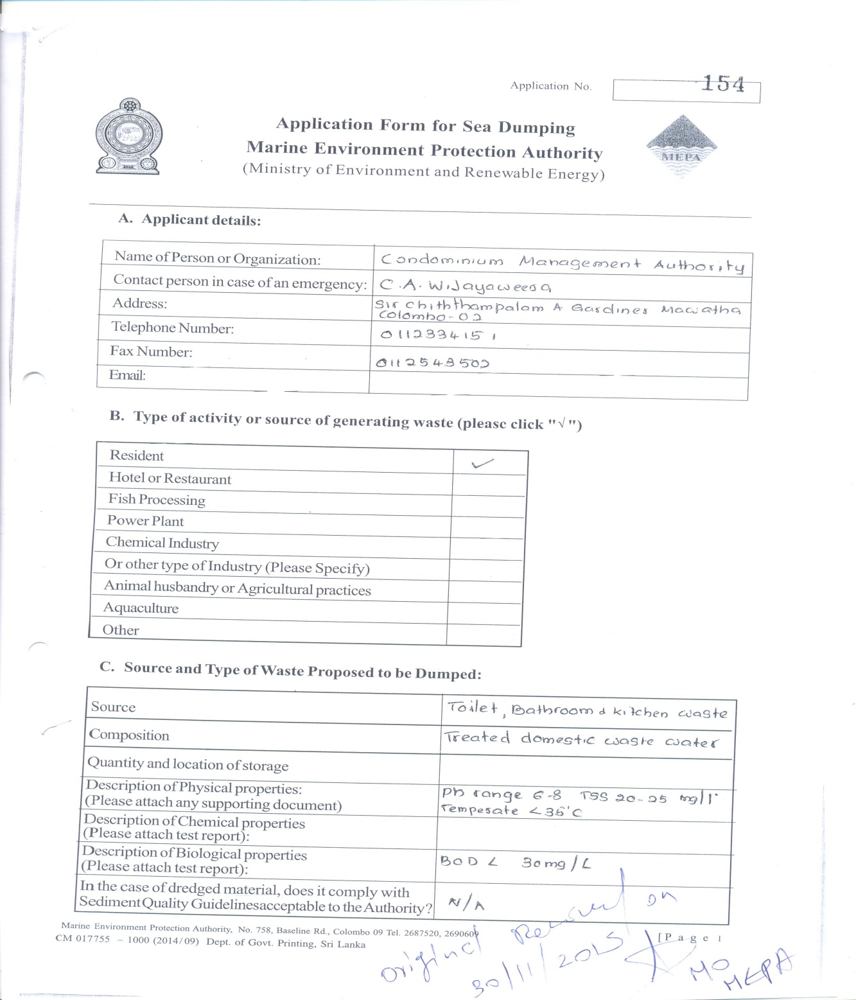 Application No. 154
Application Form for Sea Dumping
Marine Environment Protection Authority
(Ministry of Environment and Renewable Energy)
MEPA
A. Applicant details:
Name of Person or Organization: Condominium Management Authority
Contact person in case of an emergency: C.A. Wijayaweera
Address: Sir Chiththampalam A Gardiner Mawatha
Colombo-02
Telephone Number: 0112334151
Fax Number: 0112543502
Email:
B. Type of activity or source of generating waste (please click "√")
Resident ✓
Hotel or Restaurant
Fish Processing
Power Plant
Chemical Industry
Or other type of Industry (Please Specify)
Animal husbandry or Agricultural practices
Aquaculture
Other
C. Source and Type of Waste Proposed to be Dumped:
Source Toilet, Bathroom & kitchen waste
Composition Treated domestic waste water
Quantity and location of storage
Description of Physical properties: Ph range 6-8 TSS 20-25 mg/l
(Please attach any supporting document) Temperate <35°C
Description of Chemical properties
(Please attach test report):
Description of Biological properties BOD < 30mg/L
(Please attach test report):
In the case of dredged material, does it comply with
Sediment Quality Guidelines acceptable to the Authority? N/A
Marine Environment Protection Authority, No. 758, Baseline Rd., Colombo 09 Tel. 2687520, 2690609
CM 017755 – 1000 (2014/09) Dept. of Govt. Printing, Sri Lanka
[Page 1
Original Received on
30/11/2015
MO
MEPA